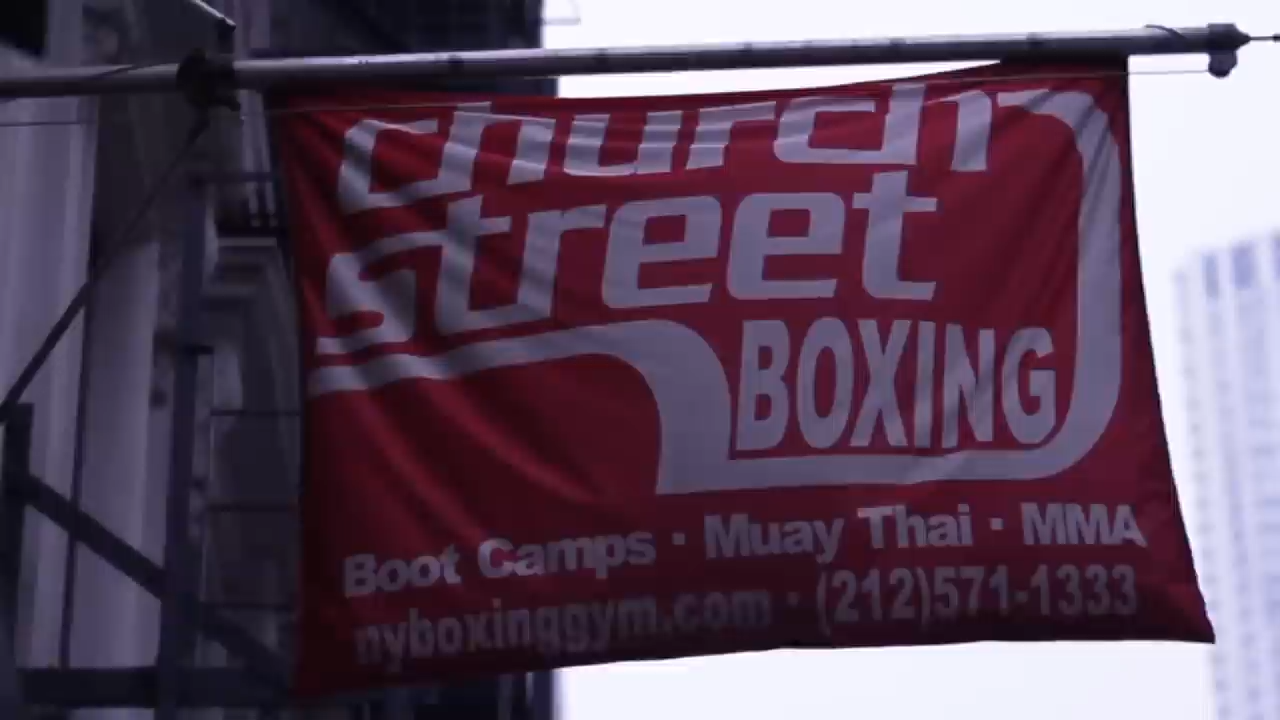 church
street
BOXING
Boot Camps · Muay Thai · MMA
nyboxinggym.com · (212)571-1333